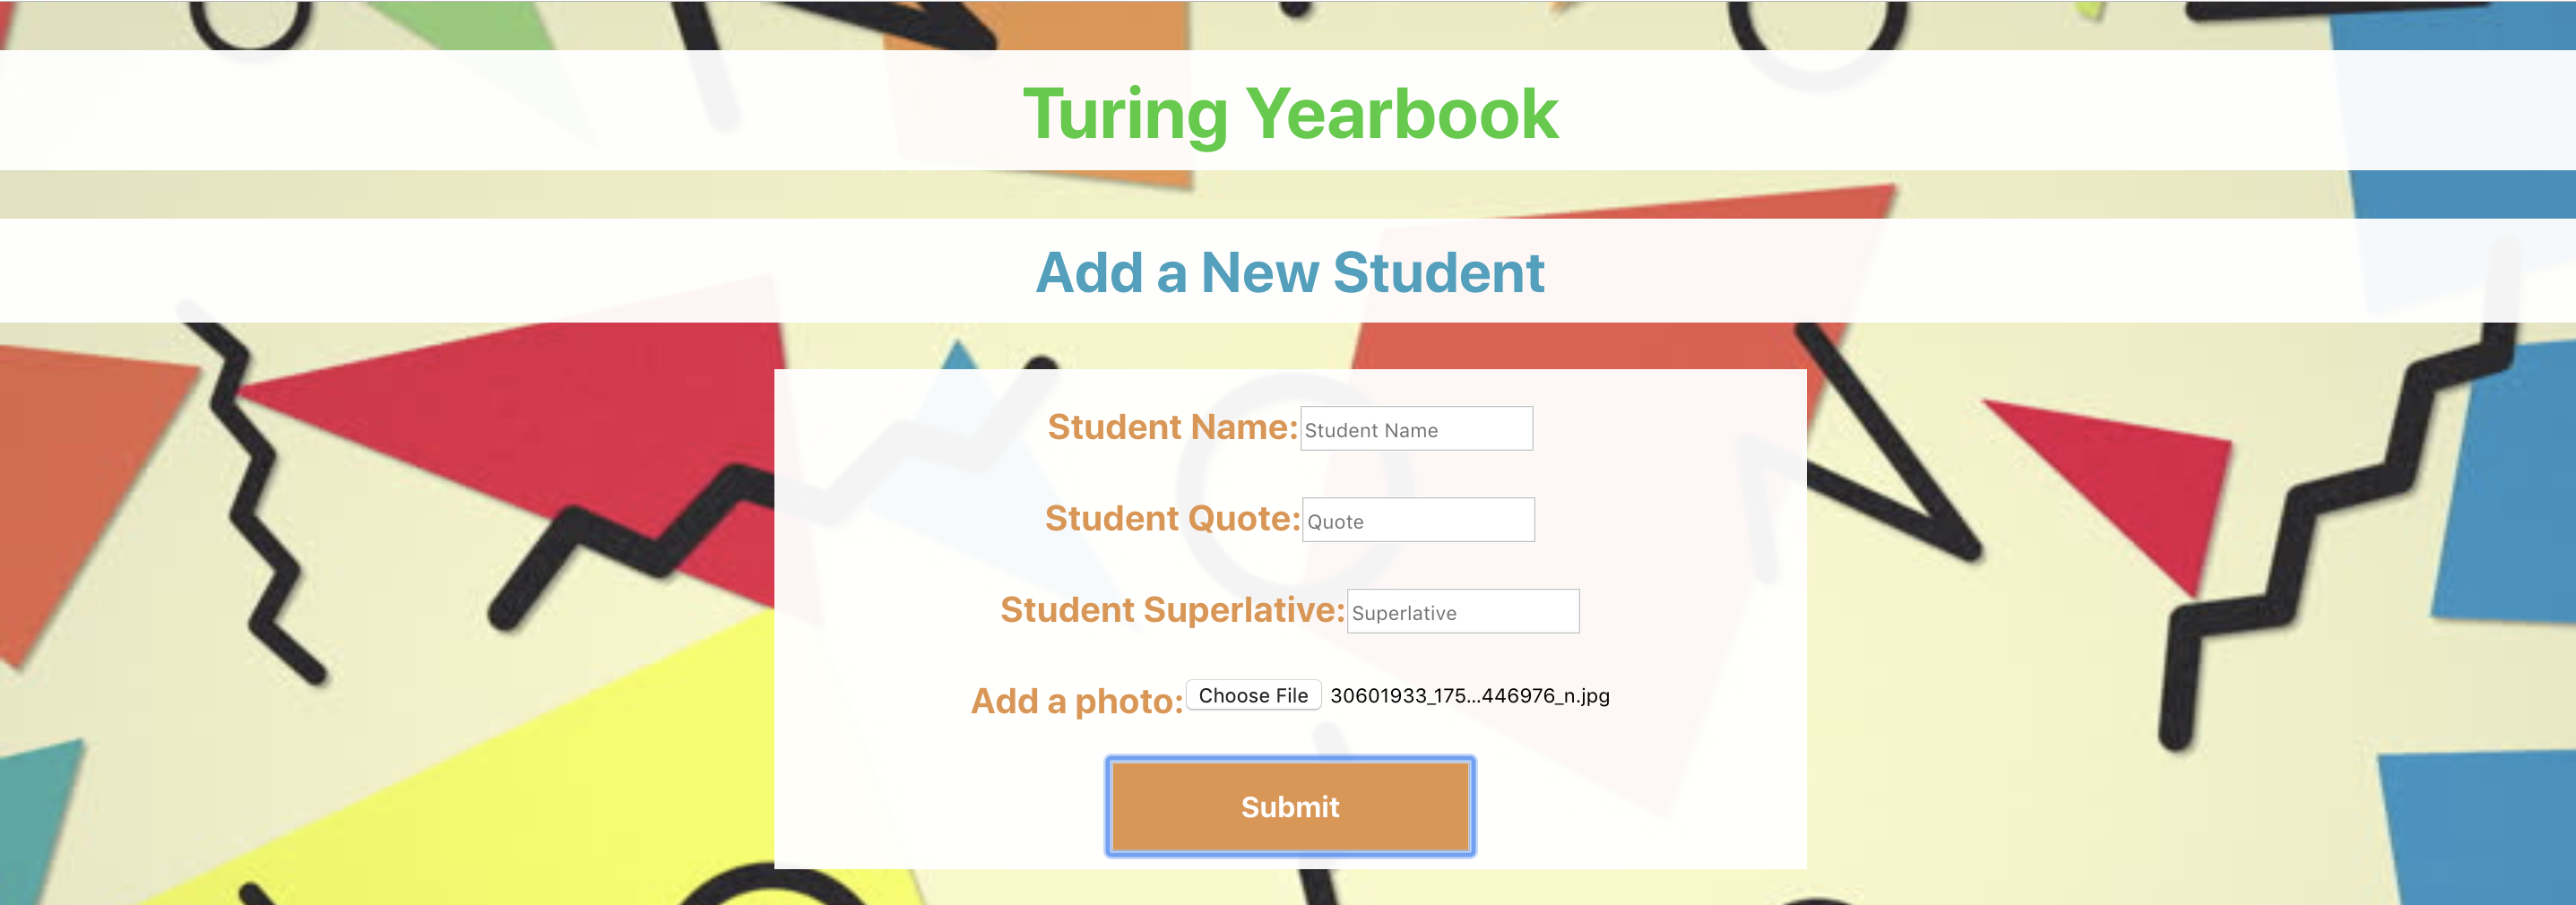 Turing Yearbook
Add a New Student
Student Name: Student Name
Student Quote: Quote
Student Superlative: Superlative
Add a photo: Choose File 30601933_175...446976_n.jpg
Submit